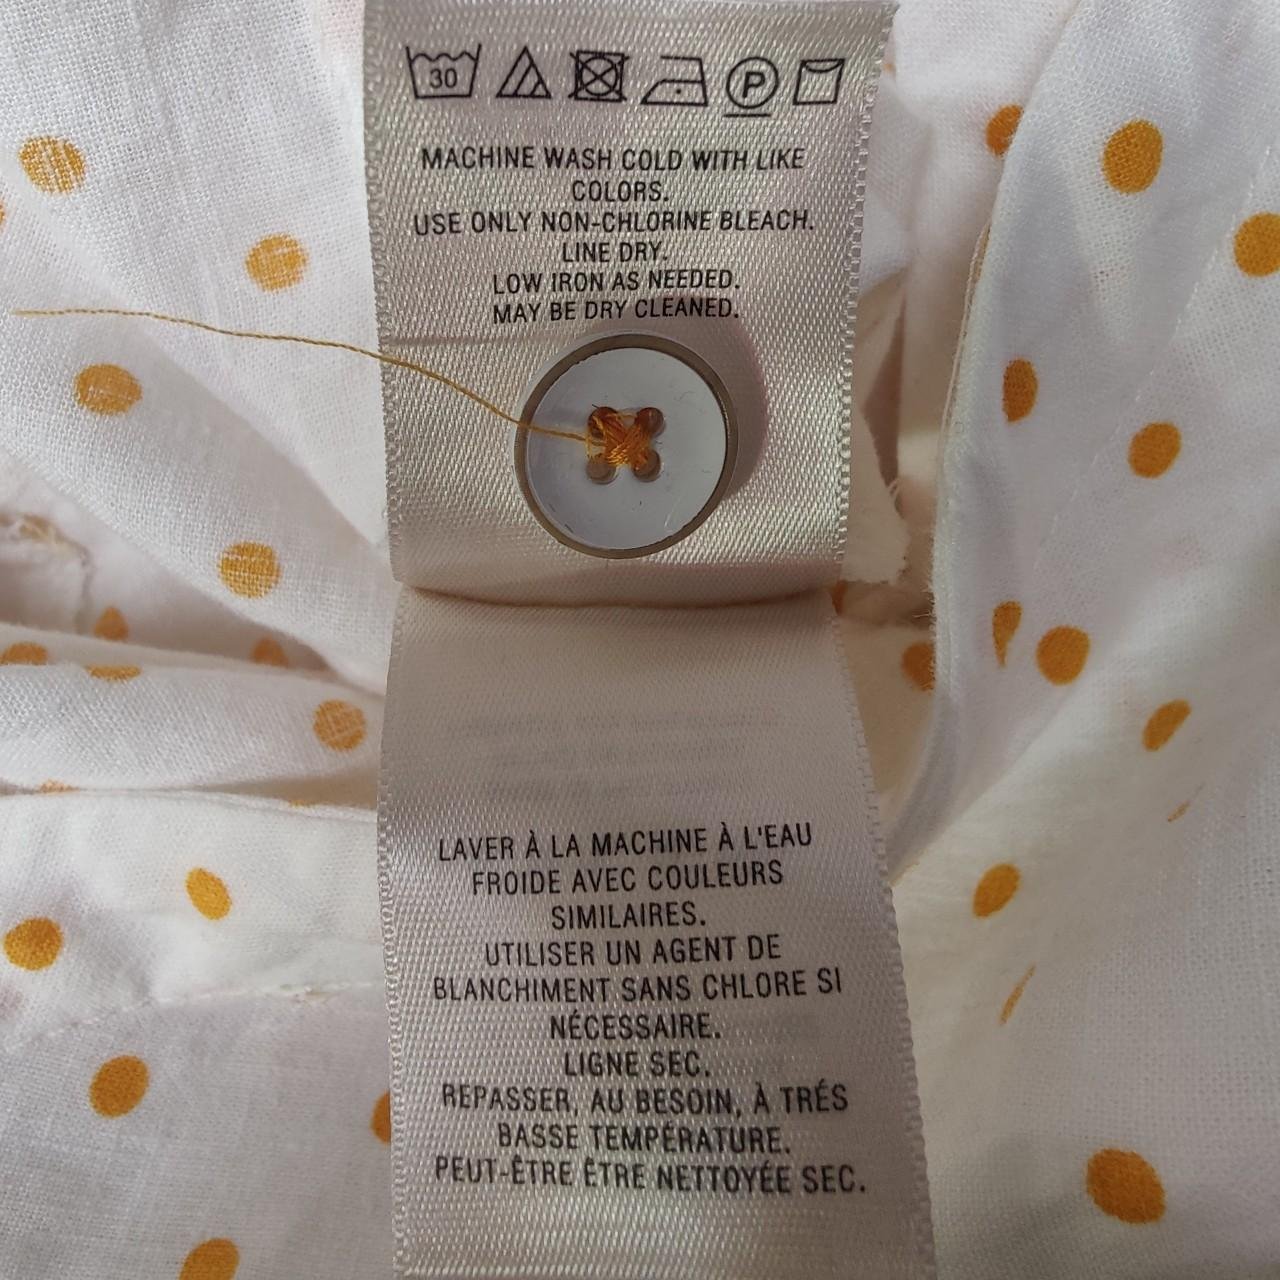 30
P
MACHINE WASH COLD WITH LIKE
COLORS.
USE ONLY NON-CHLORINE BLEACH.
LINE DRY.
LOW IRON AS NEEDED.
MAY BE DRY CLEANED.
LAVER À LA MACHINE À L'EAU
FROIDE AVEC COULEURS
SIMILAIRES.
UTILISER UN AGENT DE
BLANCHIMENT SANS CHLORE SI
NÉCESSAIRE.
LIGNE SEC.
REPASSER, AU BESOIN, À TRÉS
BASSE TEMPÉRATURE.
PEUT-ÊTRE ÊTRE NETTOYÉE SEC.